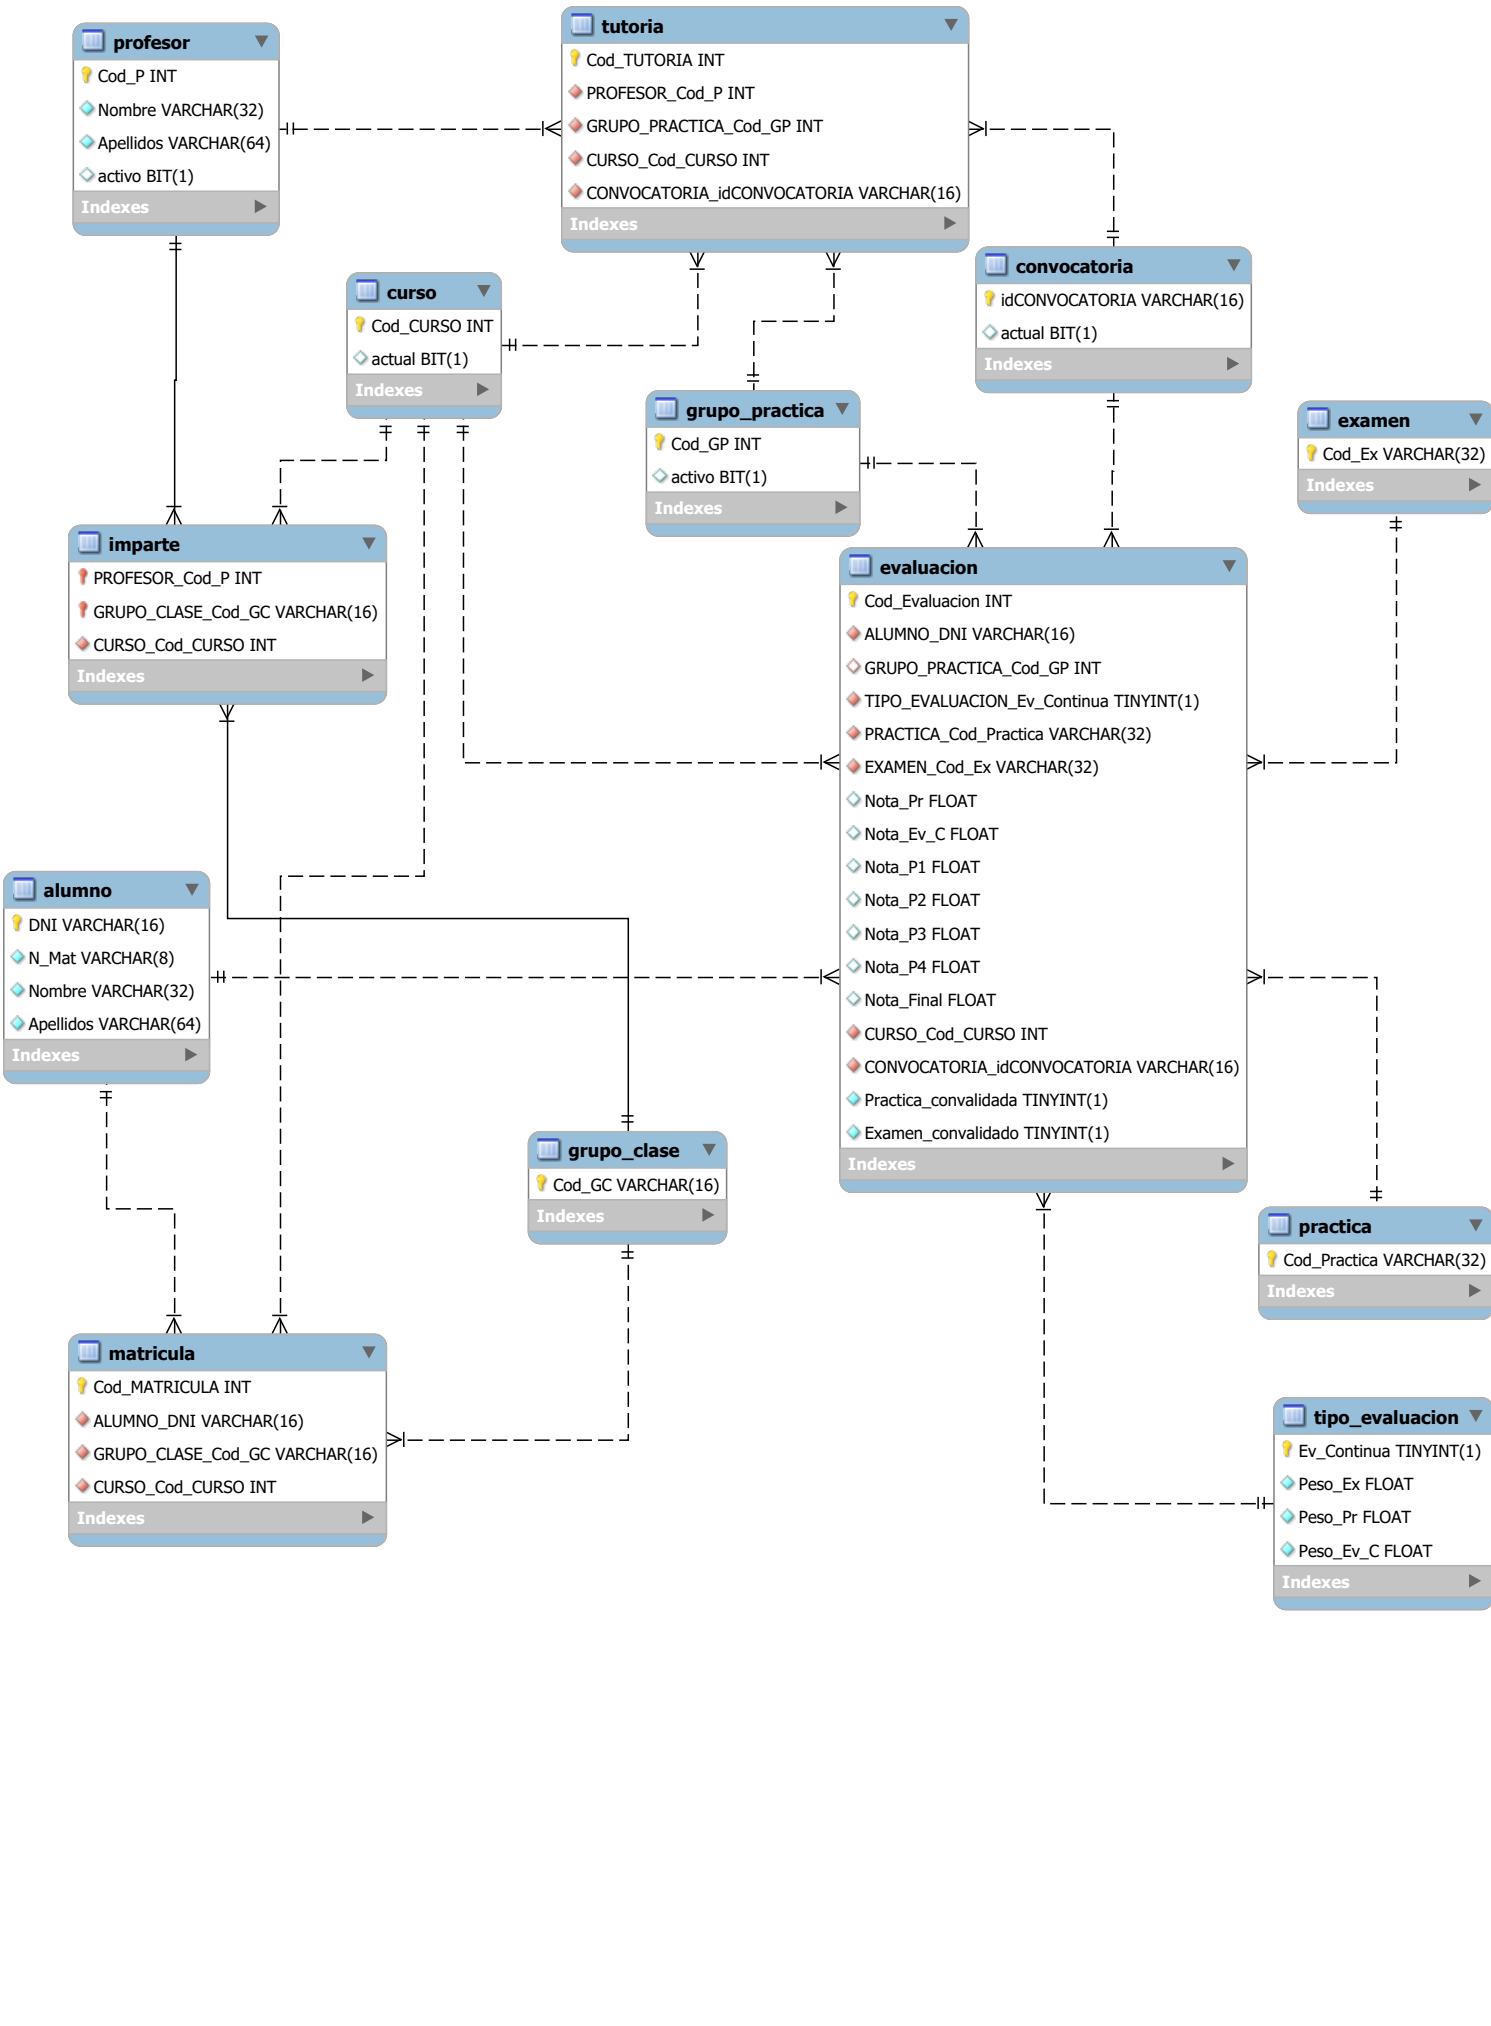 profesor
Cod_P INT
Nombre VARCHAR(32)
Apellidos VARCHAR(64)
activo BIT(1)
Indexes
tutoria
Cod_TUTORIA INT
PROFESOR_Cod_P INT
GRUPO_PRACTICA_Cod_GP INT
CURSO_Cod_CURSO INT
CONVOCATORIA_idCONVOCATORIA VARCHAR(16)
Indexes
curso
Cod_CURSO INT
actual BIT(1)
Indexes
convocatoria
idCONVOCATORIA VARCHAR(16)
actual BIT(1)
Indexes
grupo_practica
Cod_GP INT
activo BIT(1)
Indexes
examen
Cod_Ex VARCHAR(32)
Indexes
imparte
PROFESOR_Cod_P INT
GRUPO_CLASE_Cod_GC VARCHAR(16)
CURSO_Cod_CURSO INT
Indexes
evaluacion
Cod_Evaluacion INT
ALUMNO_DNI VARCHAR(16)
GRUPO_PRACTICA_Cod_GP INT
TIPO_EVALUACION_Ev_Continua TINYINT(1)
PRACTICA_Cod_Practica VARCHAR(32)
EXAMEN_Cod_Ex VARCHAR(32)
Nota_Pr FLOAT
Nota_Ev_C FLOAT
Nota_P1 FLOAT
Nota_P2 FLOAT
Nota_P3 FLOAT
Nota_P4 FLOAT
Nota_Final FLOAT
CURSO_Cod_CURSO INT
CONVOCATORIA_idCONVOCATORIA VARCHAR(16)
Practica_convalidada TINYINT(1)
Examen_convalidado TINYINT(1)
Indexes
alumno
DNI VARCHAR(16)
N_Mat VARCHAR(8)
Nombre VARCHAR(32)
Apellidos VARCHAR(64)
Indexes
grupo_clase
Cod_GC VARCHAR(16)
Indexes
practica
Cod_Practica VARCHAR(32)
Indexes
matricula
Cod_MATRICULA INT
ALUMNO_DNI VARCHAR(16)
GRUPO_CLASE_Cod_GC VARCHAR(16)
CURSO_Cod_CURSO INT
Indexes
tipo_evaluacion
Ev_Continua TINYINT(1)
Peso_Ex FLOAT
Peso_Pr FLOAT
Peso_Ev_C FLOAT
Indexes